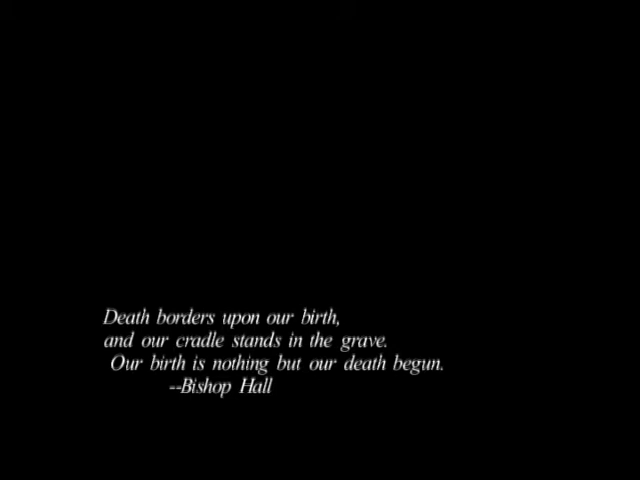 Death borders upon our birth,
and our cradle stands in the grave.
Our birth is nothing but our death begun.
--Bishop Hall